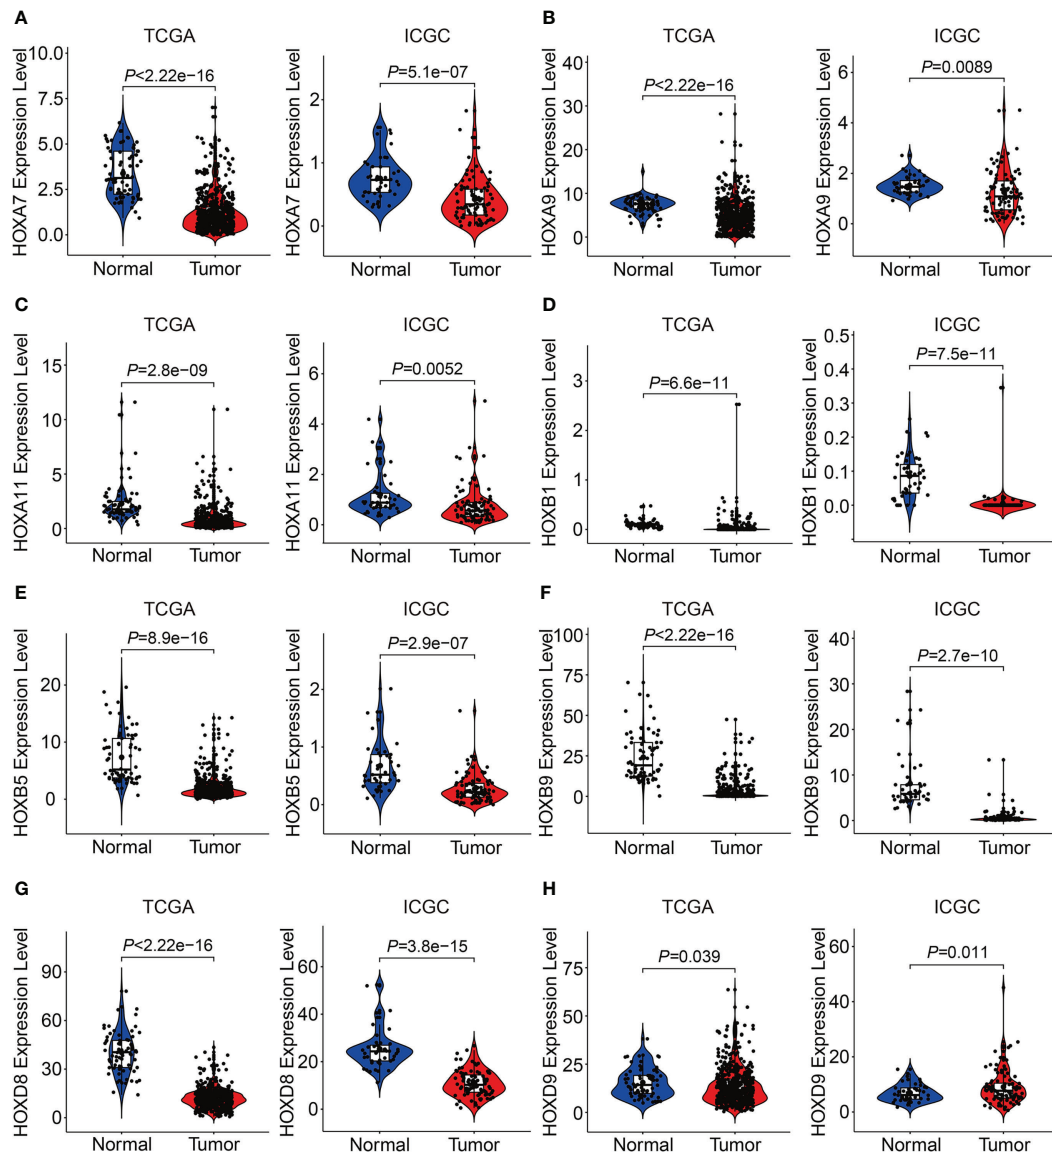 A
TCGA
HOXA7 Expression Level
10.0
7.5
5.0
2.5
0.0
P<2.22e−16
Normal
Tumor
ICGC
HOXA7 Expression Level
2
1
0
P=5.1e−07
Normal
Tumor
B
TCGA
HOXA9 Expression Level
40
30
20
10
0
P<2.22e−16
Normal
Tumor
ICGC
HOXA9 Expression Level
6
4
2
0
P=0.0089
Normal
Tumor
C
TCGA
HOXA11 Expression Level
15
10
5
0
P=2.8e−09
Normal
Tumor
ICGC
HOXA11 Expression Level
6
4
2
0
P=0.0052
Normal
Tumor
D
TCGA
HOXB1 Expression Level
3
2
1
0
P=6.6e−11
Normal
Tumor
ICGC
HOXB1 Expression Level
0.5
0.4
0.3
0.2
0.1
0.0
P=7.5e−11
Normal
Tumor
E
TCGA
HOXB5 Expression Level
20
10
0
P=8.9e−16
Normal
Tumor
ICGC
HOXB5 Expression Level
2
1
0
P=2.9e−07
Normal
Tumor
F
TCGA
HOXB9 Expression Level
100
75
50
25
0
P<2.22e−16
Normal
Tumor
ICGC
HOXB9 Expression Level
40
30
20
10
0
P=2.7e−10
Normal
Tumor
G
TCGA
HOXD8 Expression Level
90
60
30
0
P<2.22e−16
Normal
Tumor
ICGC
HOXD8 Expression Level
60
40
20
0
P=3.8e−15
Normal
Tumor
H
TCGA
HOXD9 Expression Level
75
50
25
0
P=0.039
Normal
Tumor
ICGC
HOXD9 Expression Level
60
40
20
0
P=0.011
Normal
Tumor